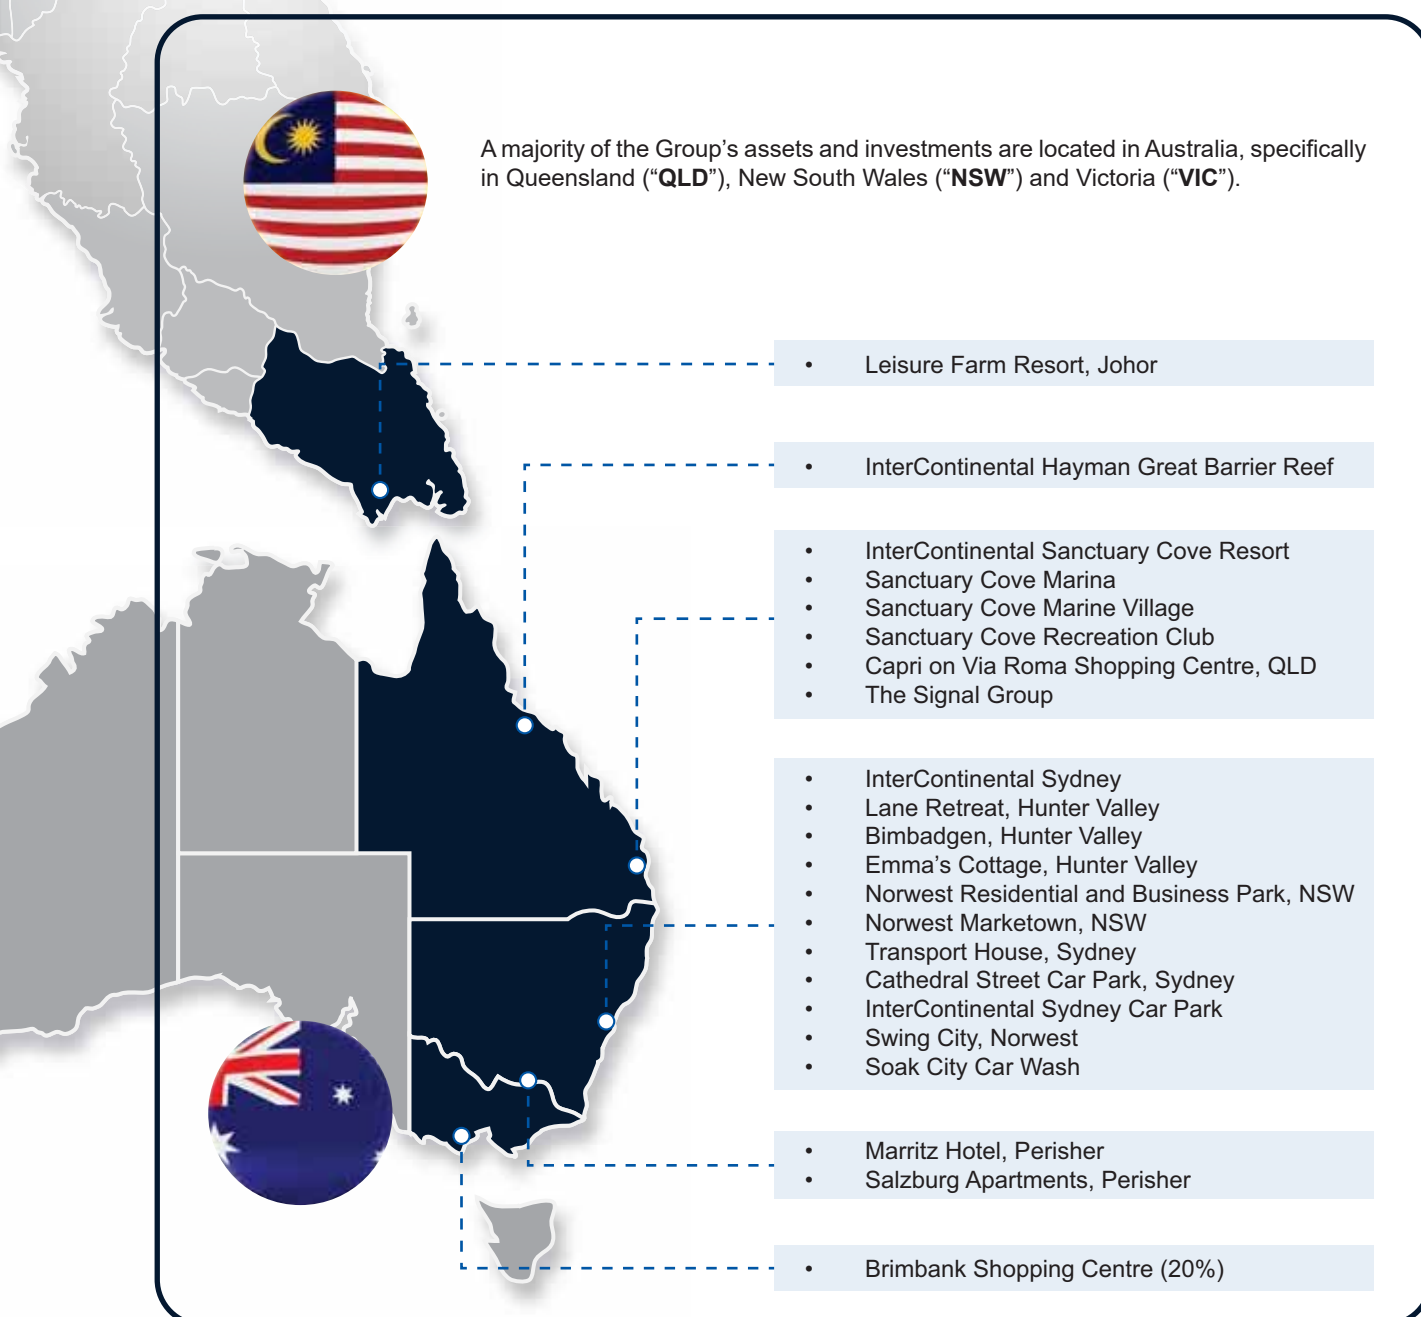 A majority of the Group’s assets and investments are located in Australia, specifically
in Queensland (“QLD”), New South Wales (“NSW”) and Victoria (“VIC”).
• Leisure Farm Resort, Johor
• InterContinental Hayman Great Barrier Reef
• InterContinental Sanctuary Cove Resort
• Sanctuary Cove Marina
• Sanctuary Cove Marine Village
• Sanctuary Cove Recreation Club
• Capri on Via Roma Shopping Centre, QLD
• The Signal Group
• InterContinental Sydney
• Lane Retreat, Hunter Valley
• Bimbadgen, Hunter Valley
• Emma’s Cottage, Hunter Valley
• Norwest Residential and Business Park, NSW
• Norwest Marketown, NSW
• Transport House, Sydney
• Cathedral Street Car Park, Sydney
• InterContinental Sydney Car Park
• Swing City, Norwest
• Soak City Car Wash
• Marritz Hotel, Perisher
• Salzburg Apartments, Perisher
• Brimbank Shopping Centre (20%)